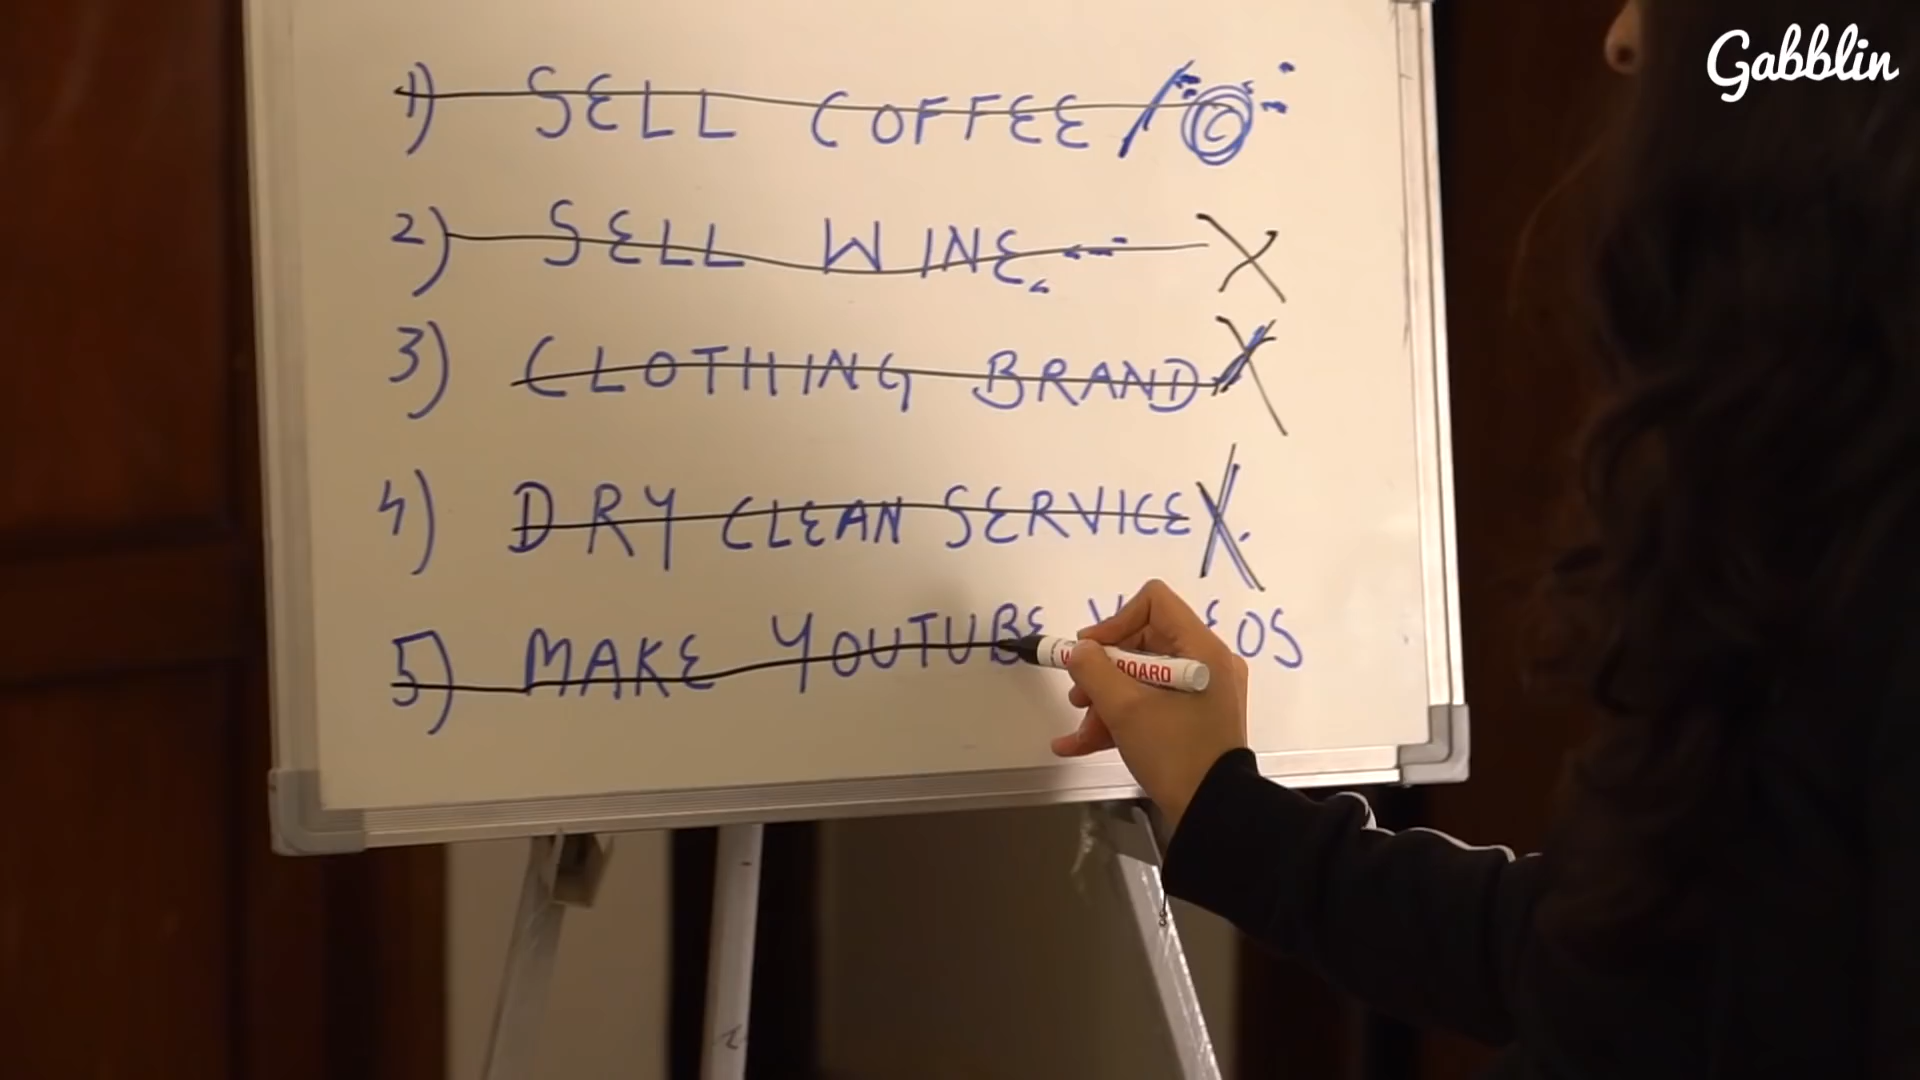 Gabblin
1) SELL COFFEE
2) SELL WINE
3) CLOTHING BRAND
4) DRY CLEAN SERVICE
5) MAKE YOUTUBE